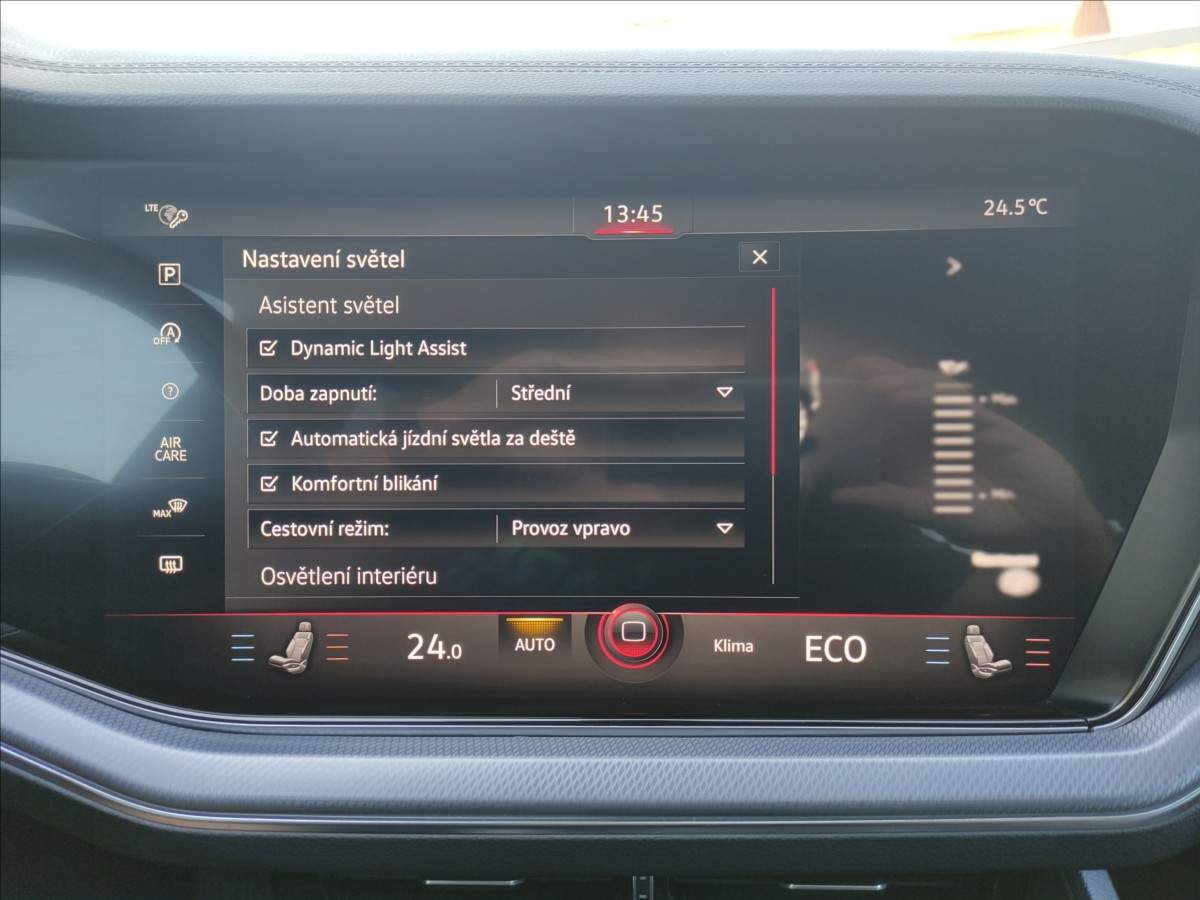 LTE
13:45
24.5°C
Nastavení světel
P
Asistent světel
A
OFF
Dynamic Light Assist
?
Doba zapnutí: Střední
AIR
CARE
Automatická jízdní světla za deště
Komfortní blikání
MAX
Cestovní režim: Provoz vpravo
Osvětlení interiéru
24.0
AUTO
Klima
ECO